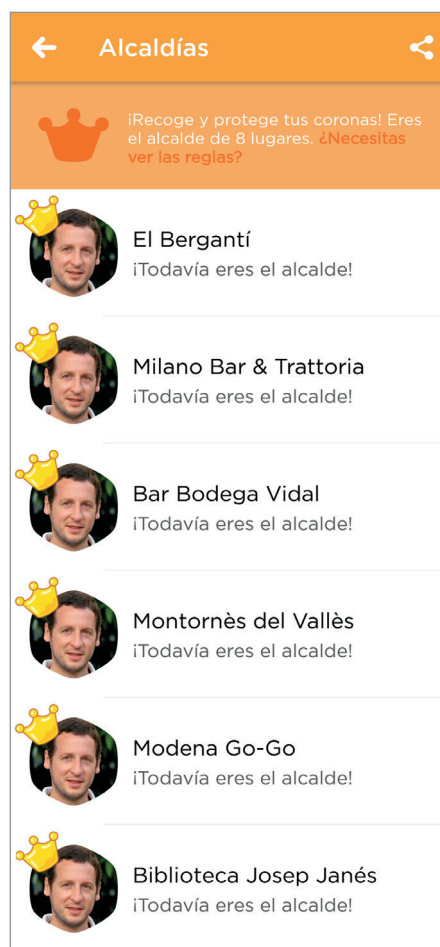 Alcaldías
¡Recoge y protege tus coronas! Eres
el alcalde de 8 lugares. ¿Necesitas
ver las reglas?
El Bergantí
¡Todavía eres el alcalde!
Milano Bar & Trattoria
¡Todavía eres el alcalde!
Bar Bodega Vidal
¡Todavía eres el alcalde!
Montornès del Vallès
¡Todavía eres el alcalde!
Modena Go-Go
¡Todavía eres el alcalde!
Biblioteca Josep Janés
¡Todavía eres el alcalde!